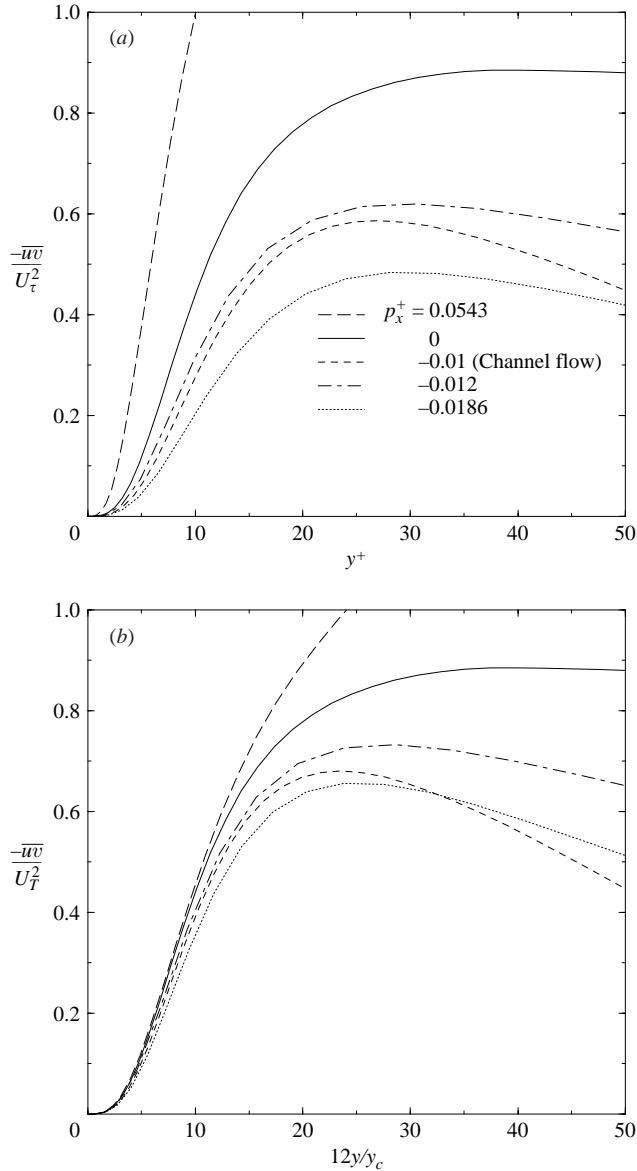 1.0
(a)
0.8
0.6
−u̅v̅
U_τ^2
0.4
p_x^+ = 0.0543
0
–0.01 (Channel flow)
–0.012
–0.0186
0.2
0 10 20 30 40 50
y^+
1.0
(b)
0.8
0.6
−u̅v̅
U_T^2
0.4
0.2
0 10 20 30 40 50
12y/y_c